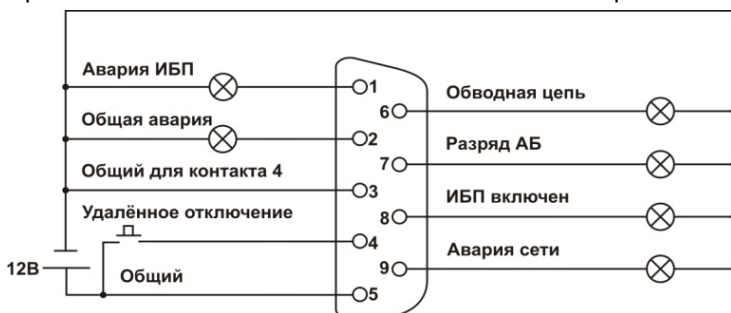 Авария ИБП
1
Общая авария
2
Общий для контакта 4
3
Удалённое отключение
4
12В
Общий
5
6
Обводная цепь
7
Разряд АБ
8
ИБП включен
9
Авария сети